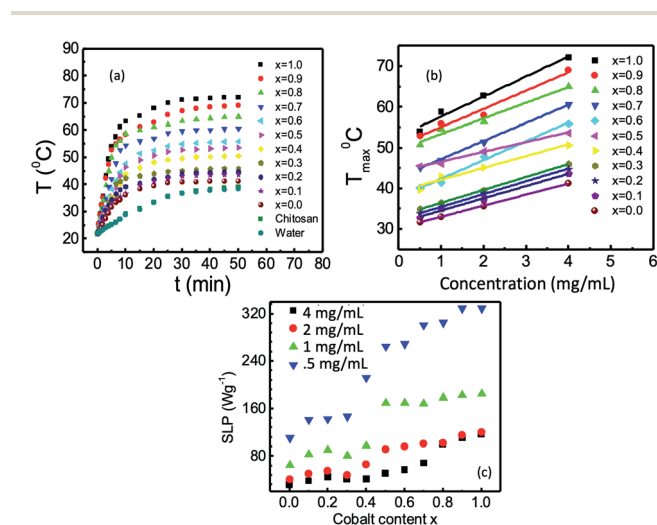 (a)
T (⁰C)
90
80
70
60
50
40
30
20
0 10 20 30 40 50 60 70 80
t (min)
x=1.0
x=0.9
x=0.8
x=0.7
x=0.6
x=0.5
x=0.4
x=0.3
x=0.2
x=0.1
x=0.0
Chitosan
Water
(b)
Tmax ⁰C
70
60
50
40
30
0 1 2 3 4 5 6
Concentration (mg/mL)
x=1.0
x=0.9
x=0.8
x=0.7
x=0.6
x=0.5
x=0.4
x=0.3
x=0.2
x=0.1
x=0.0
SLP (Wg⁻¹)
320
240
160
80
4 mg/mL
2 mg/mL
1 mg/mL
.5 mg/mL
(c)
0.0 0.2 0.4 0.6 0.8 1.0
Cobalt content x